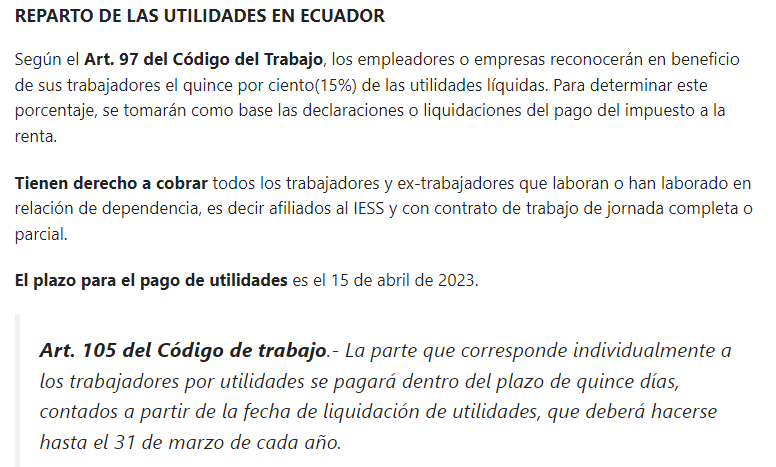 REPARTO DE LAS UTILIDADES EN ECUADOR
Según el Art. 97 del Código del Trabajo, los empleadores o empresas reconocerán en beneficio
de sus trabajadores el quince por ciento(15%) de las utilidades líquidas. Para determinar este
porcentaje, se tomarán como base las declaraciones o liquidaciones del pago del impuesto a la
renta.
Tienen derecho a cobrar todos los trabajadores y ex-trabajadores que laboran o han laborado en
relación de dependencia, es decir afiliados al IESS y con contrato de trabajo de jornada completa o
parcial.
El plazo para el pago de utilidades es el 15 de abril de 2023.
Art. 105 del Código de trabajo.- La parte que corresponde individualmente a
los trabajadores por utilidades se pagará dentro del plazo de quince días,
contados a partir de la fecha de liquidación de utilidades, que deberá hacerse
hasta el 31 de marzo de cada año.